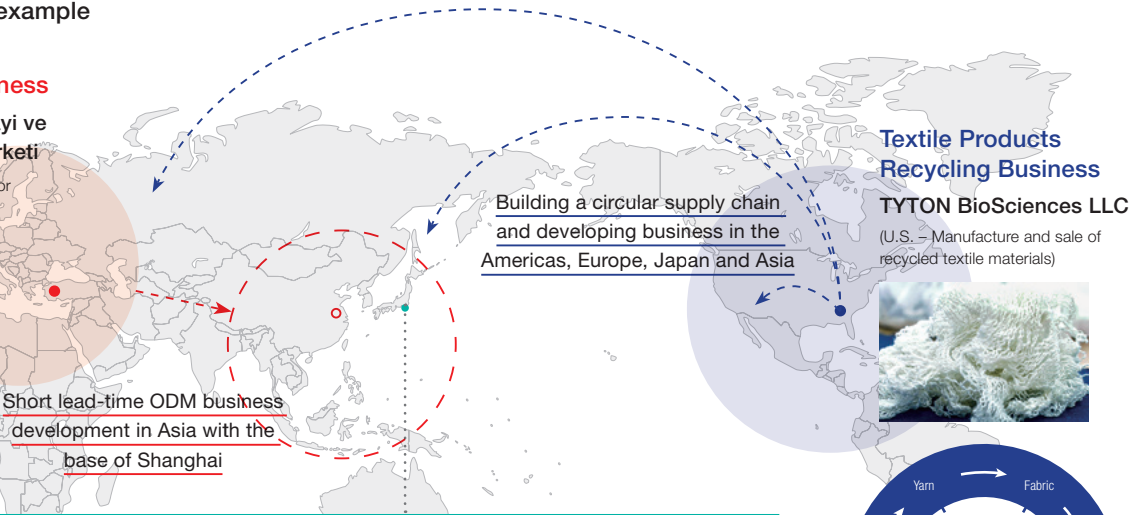 example
ness
yi ve
rketi
or
Short lead-time ODM business
development in Asia with the
base of Shanghai
Building a circular supply chain
and developing business in the
Americas, Europe, Japan and Asia
Textile Products
Recycling Business
TYTON BioSciences LLC
(U.S. – Manufacture and sale of
recycled textile materials)
Yarn
Fabric